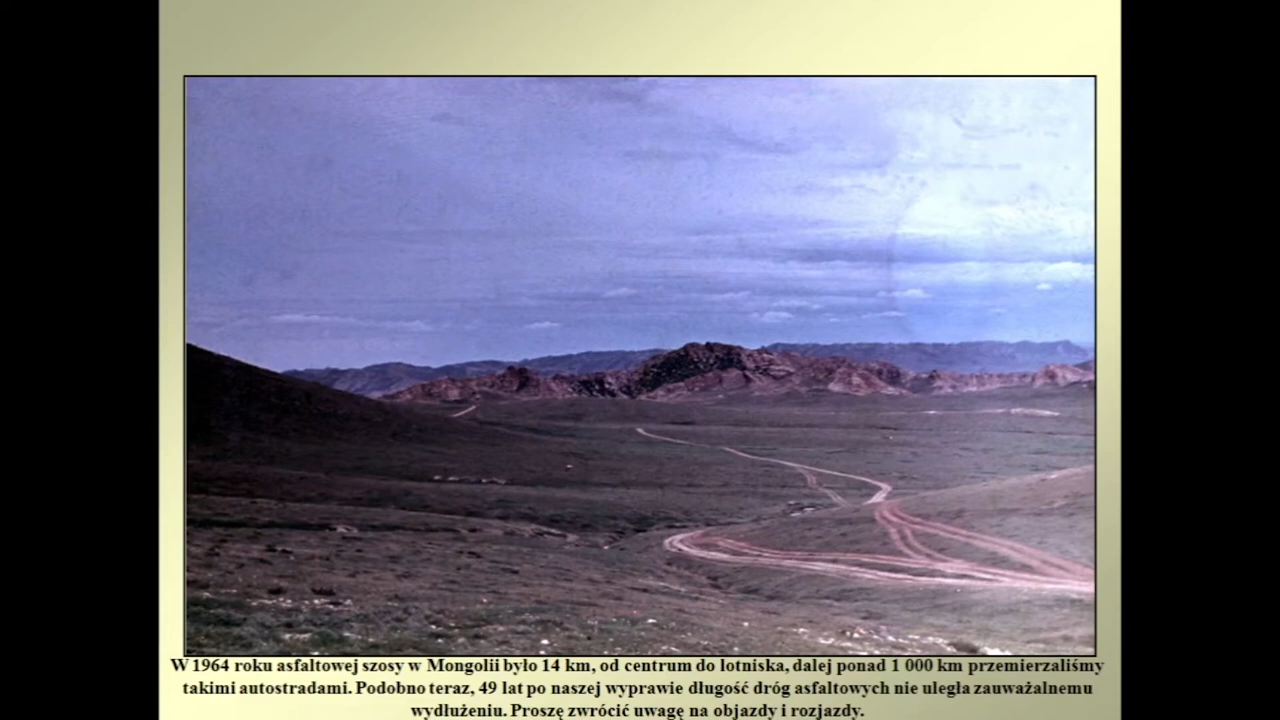 W 1964 roku asfaltowej szosy w Mongolii było 14 km, od centrum do lotniska, dalej ponad 1 000 km przemierzaliśmy
takimi autostradami. Podobno teraz, 49 lat po naszej wyprawie długość dróg asfaltowych nie uległa zauważalnemu
wydłużeniu. Proszę zwrócić uwagę na objazdy i rozjazdy.